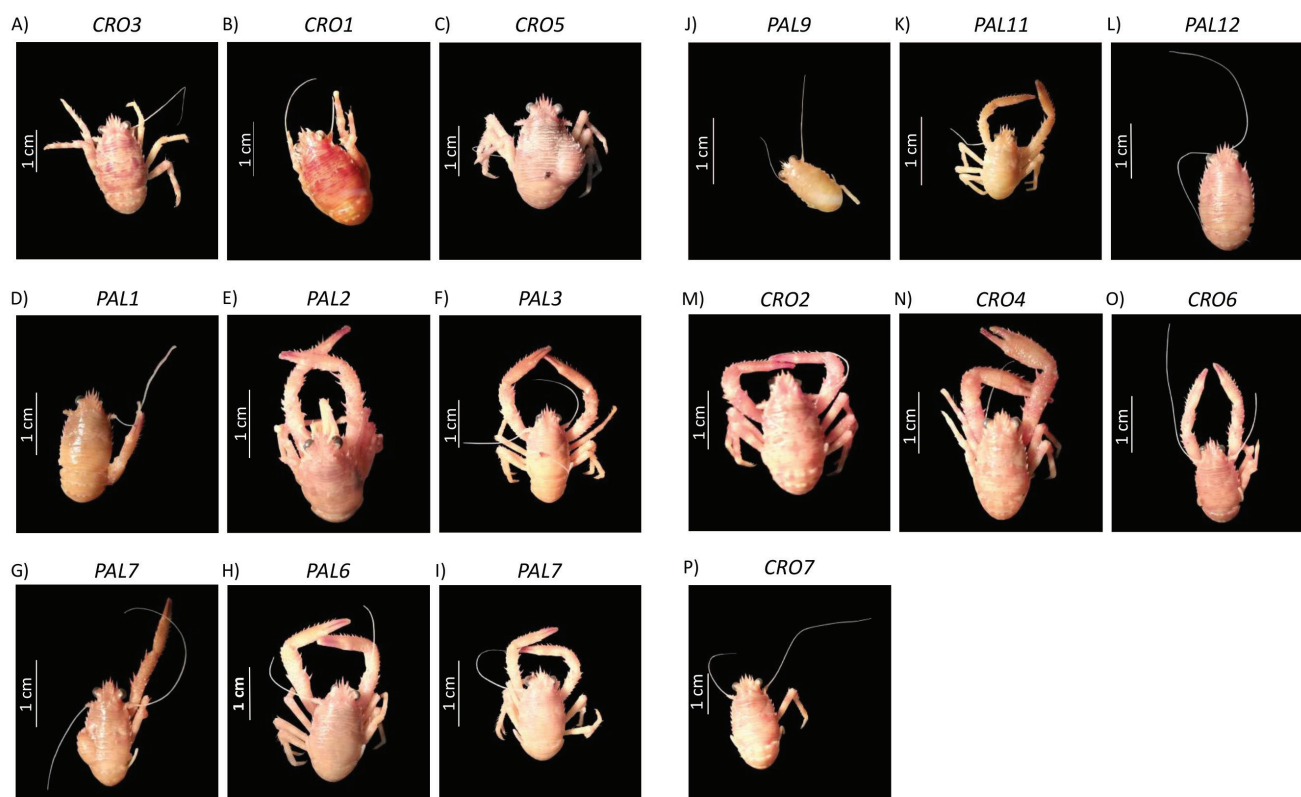 A) CRO3
B) CRO1
C) CRO5
J) PAL9
K) PAL11
L) PAL12
1 cm
1 cm
1 cm
1 cm
1 cm
1 cm
D) PAL1
E) PAL2
F) PAL3
M) CRO2
N) CRO4
O) CRO6
1 cm
1 cm
1 cm
1 cm
1 cm
1 cm
G) PAL7
H) PAL6
I) PAL7
P) CRO7
1 cm
1 cm
1 cm
1 cm